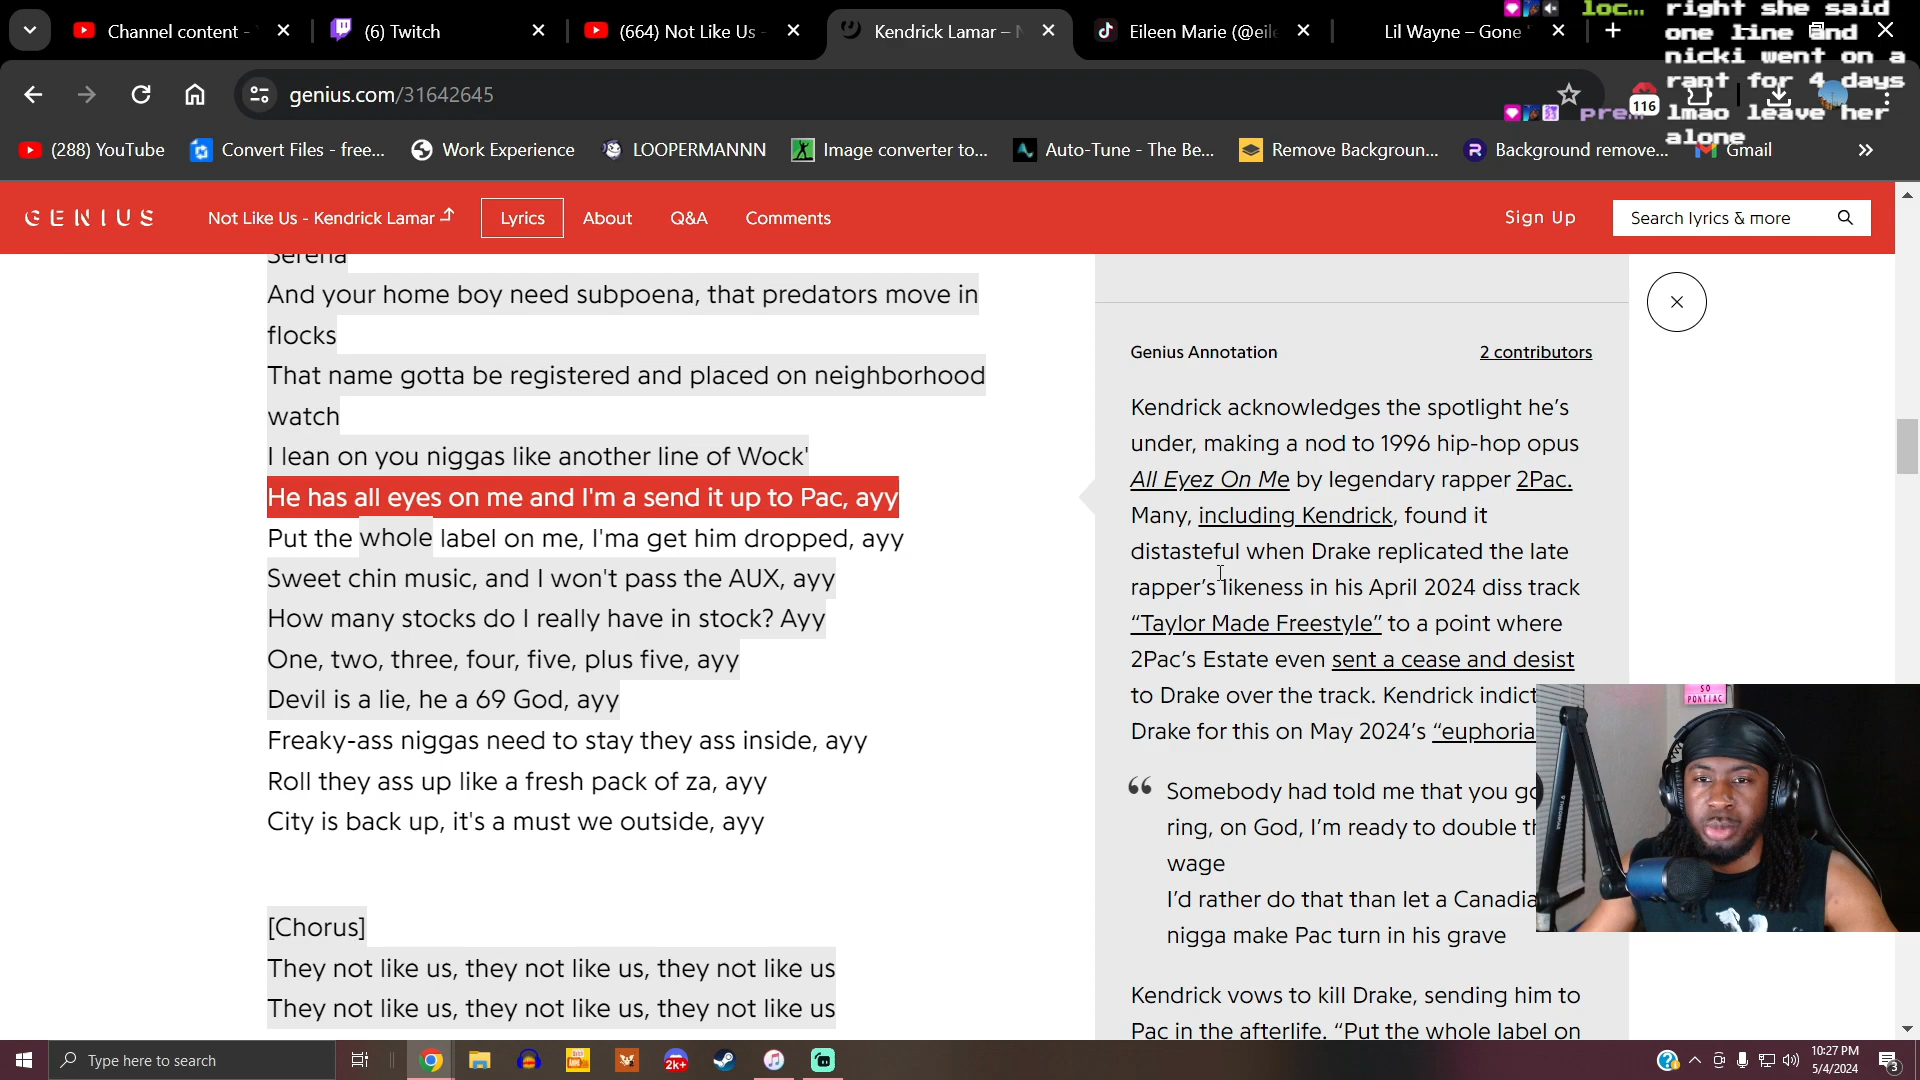 Channel content -
(6) Twitch
(664) Not Like Us -
Kendrick Lamar –
Eileen Marie (@eil
Lil Wayne – Gone
loc...
right she said
one line and
nicki went on a
rant for 4 days
lmao leave her
alone
genius.com/31642645
116
(288) YouTube
Convert Files - free...
Work Experience
LOOPERMANNN
Image converter to...
Auto-Tune - The Be...
Remove Backgroun...
Background remove...
Gmail
GENIUS
Not Like Us - Kendrick Lamar
Lyrics
About
Q&A
Comments
Sign Up
Search lyrics & more
Serena
And your home boy need subpoena, that predators move in
flocks
That name gotta be registered and placed on neighborhood
watch
I lean on you niggas like another line of Wock'
He has all eyes on me and I'm a send it up to Pac, ayy
Put the whole label on me, I'ma get him dropped, ayy
Sweet chin music, and I won't pass the AUX, ayy
How many stocks do I really have in stock? Ayy
One, two, three, four, five, plus five, ayy
Devil is a lie, he a 69 God, ayy
Freaky-ass niggas need to stay they ass inside, ayy
Roll they ass up like a fresh pack of za, ayy
City is back up, it's a must we outside, ayy
[Chorus]
They not like us, they not like us, they not like us
They not like us, they not like us, they not like us
Genius Annotation
2 contributors
Kendrick acknowledges the spotlight he's
under, making a nod to 1996 hip-hop opus
All Eyez On Me by legendary rapper 2Pac.
Many, including Kendrick, found it
distasteful when Drake replicated the late
rapper's likeness in his April 2024 diss track
“Taylor Made Freestyle” to a point where
2Pac's Estate even sent a cease and desist
to Drake over the track. Kendrick indict
Drake for this on May 2024's “euphoria
“ Somebody had told me that you go
ring, on God, I'm ready to double th
wage
I'd rather do that than let a Canadia
nigga make Pac turn in his grave
Kendrick vows to kill Drake, sending him to
Pac in the afterlife. “Put the whole label on
SO
PONTIAC
Type here to search
2k+
10:27 PM
5/4/2024
3